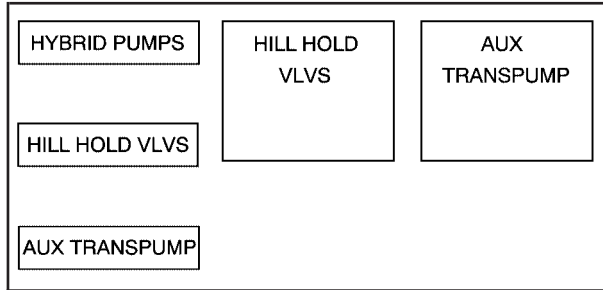 HYBRID PUMPS
HILL HOLD VLVS
AUX TRANSPUMP
HILL HOLD
VLVS
AUX
TRANSPUMP